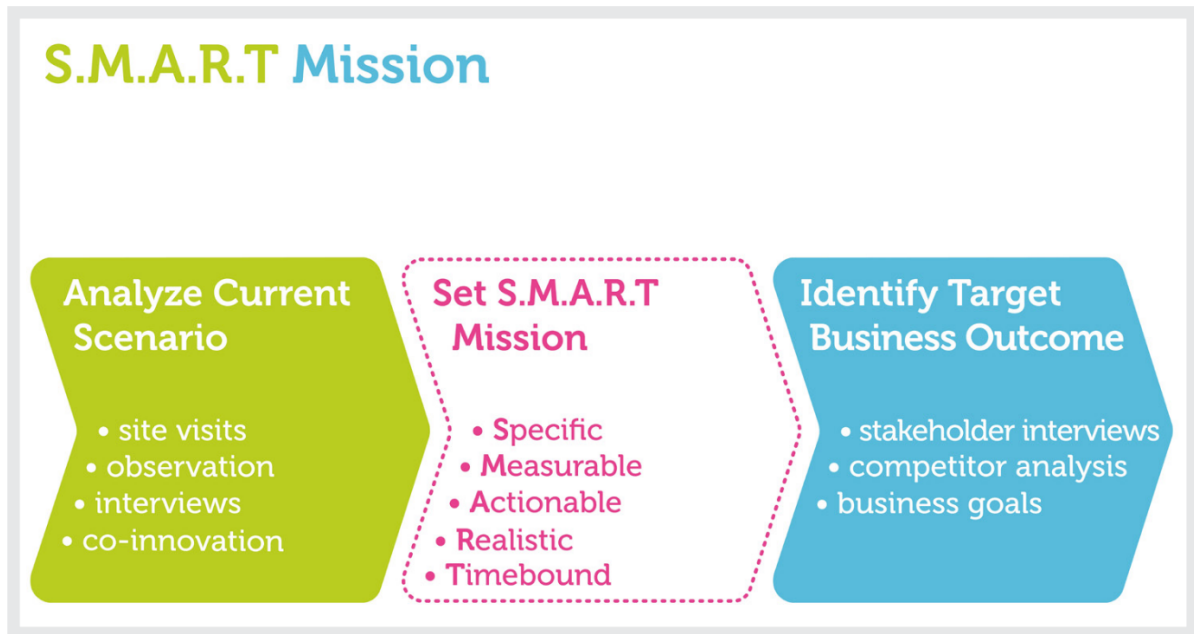 S.M.A.R.T Mission
Analyze Current
Scenario
• site visits
• observation
• interviews
• co-innovation
Set S.M.A.R.T
Mission
• Specific
• Measurable
• Actionable
• Realistic
• Timebound
Identify Target
Business Outcome
• stakeholder interviews
• competitor analysis
• business goals